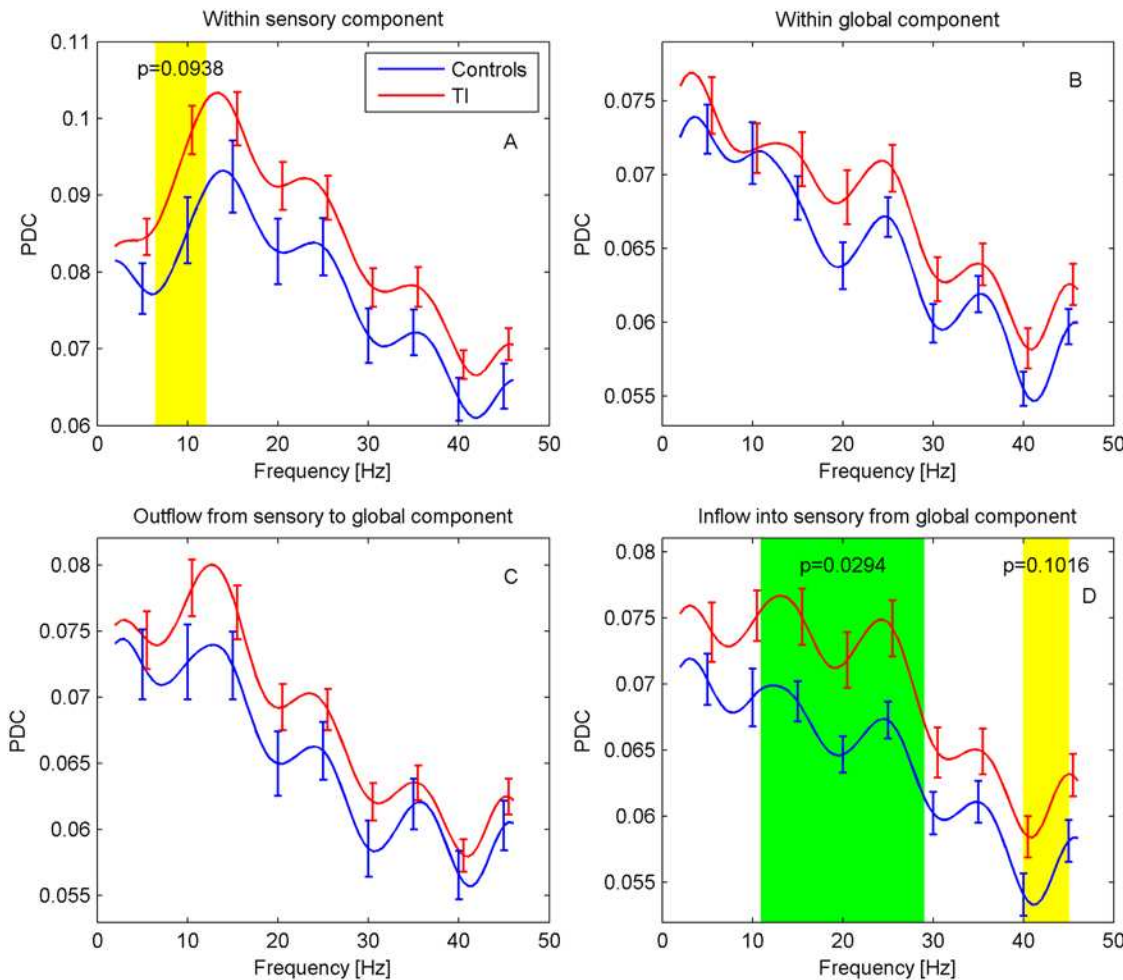 Within sensory component
0.11
0.1
0.09
0.08
0.07
0.06
PDC
p=0.0938
Controls
TI
A
0 10 20 30 40 50
Frequency [Hz]
Within global component
0.075
0.07
0.065
0.06
0.055
PDC
B
0 10 20 30 40 50
Frequency [Hz]
Outflow from sensory to global component
0.08
0.075
0.07
0.065
0.06
0.055
PDC
C
0 10 20 30 40 50
Frequency [Hz]
Inflow into sensory from global component
0.08
0.075
0.07
0.065
0.06
0.055
PDC
p=0.0294
p=0.1016
D
0 10 20 30 40 50
Frequency [Hz]